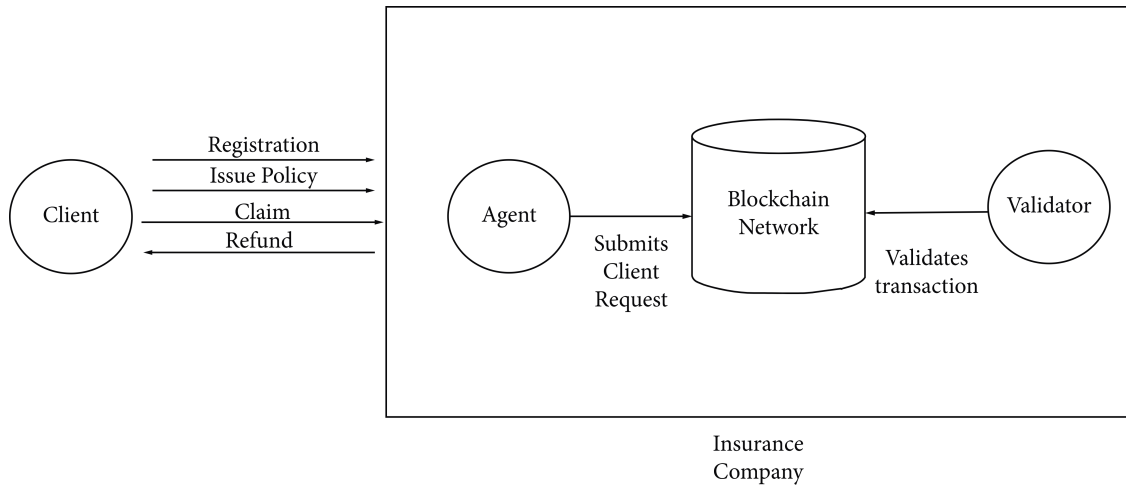 Client
Registration
Issue Policy
Claim
Refund
Agent
Submits
Client
Request
Blockchain
Network
Validates
transaction
Validator
Insurance
Company